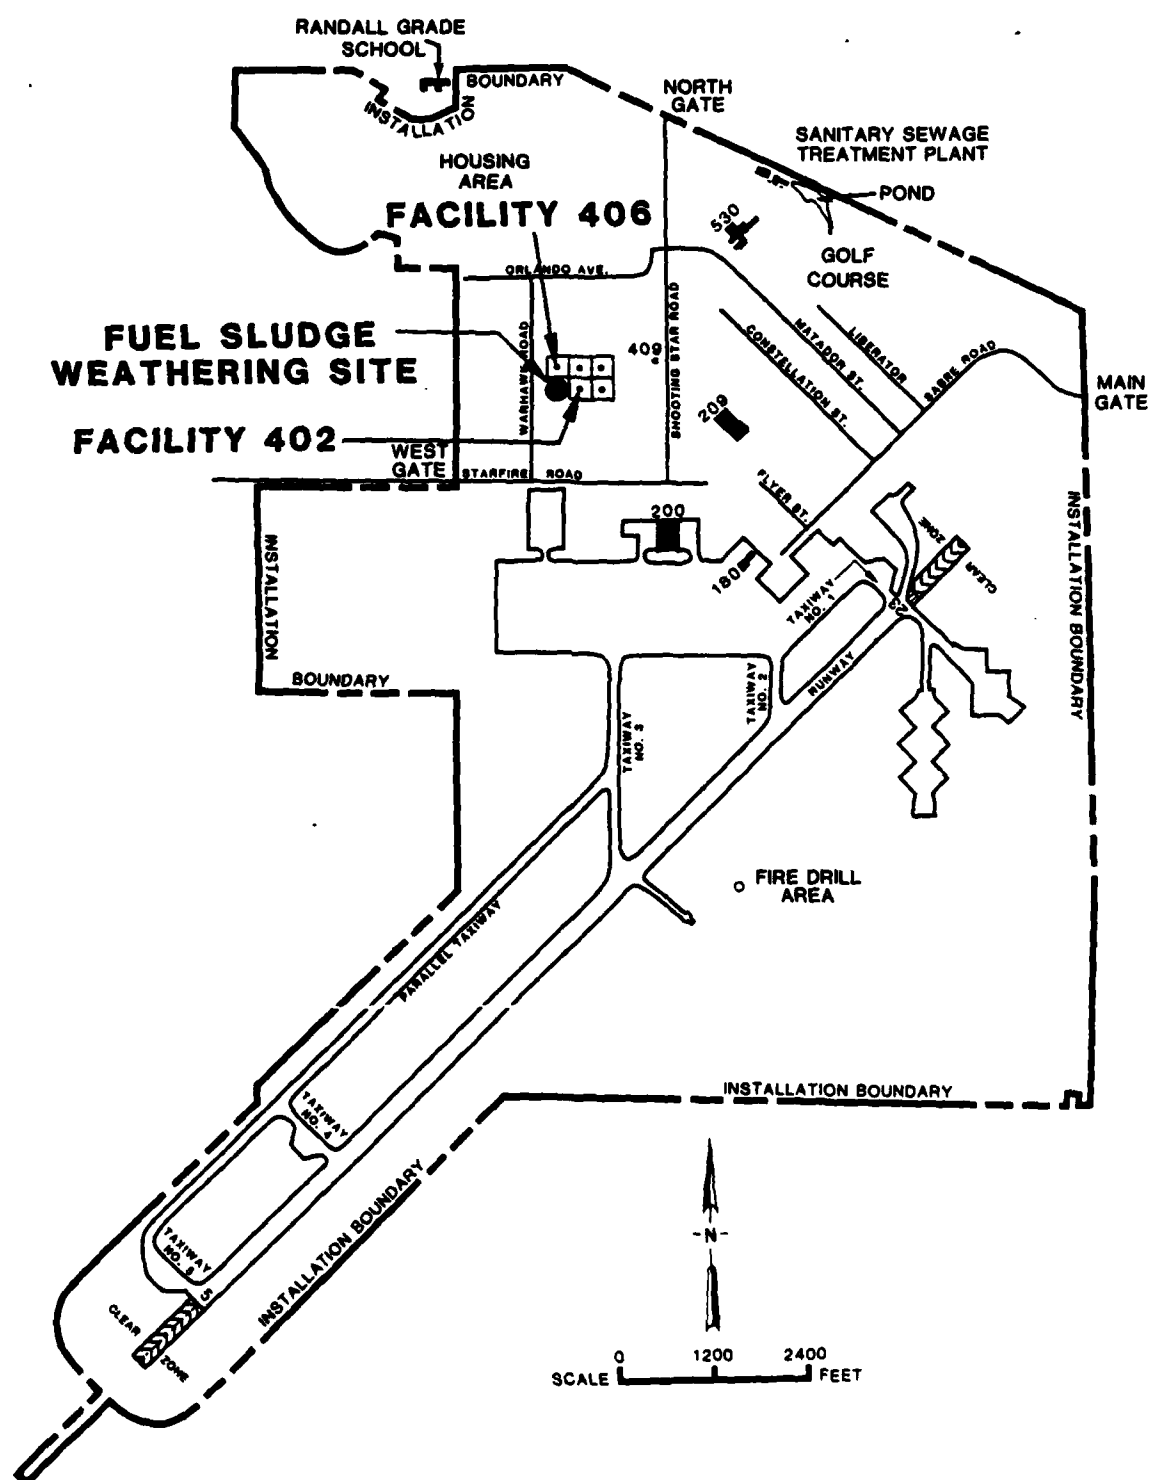 RANDALL GRADE
SCHOOL
BOUNDARY
INSTALLATION
NORTH
GATE
SANITARY SEWAGE
TREATMENT PLANT
POND
HOUSING
AREA
FACILITY 406
530
GOLF
COURSE
ORLANDO AVE.
FUEL SLUDGE
WEATHERING SITE
WARHAWK ROAD
409
SHOOTING STAR ROAD
CONSTELLATION ST.
MATADOR ST.
LIBERATOR
SABRE ROAD
MAIN
GATE
209
FACILITY 402
WEST
GATE
STARFIRE ROAD
FLYER ST.
200
180
INSTALLATION
BOUNDARY
CLEAR
ZONE
INSTALLATION BOUNDARY
TAXIWAY
NO. 1
23
RUNWAY
TAXIWAY
NO. 2
TAXIWAY
NO. 3
FIRE DRILL
AREA
PARALLEL TAXIWAY
INSTALLATION BOUNDARY
TAXIWAY
NO. 4
INSTALLATION BOUNDARY
TAXIWAY
NO. 5
5
CLEAR
ZONE
-N-
0 1200 2400
SCALE FEET